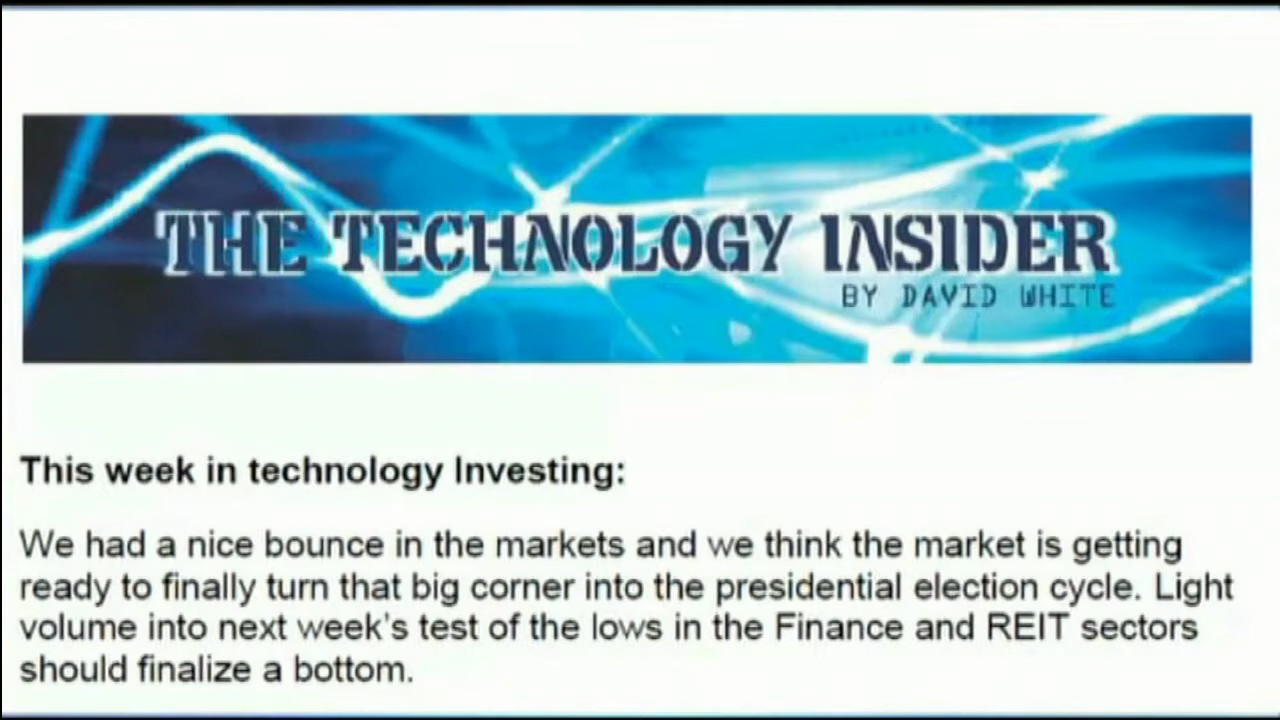 THE TECHNOLOGY INSIDER
BY DAVID WHITE
This week in technology Investing:
We had a nice bounce in the markets and we think the market is getting
ready to finally turn that big corner into the presidential election cycle. Light
volume into next week's test of the lows in the Finance and REIT sectors
should finalize a bottom.